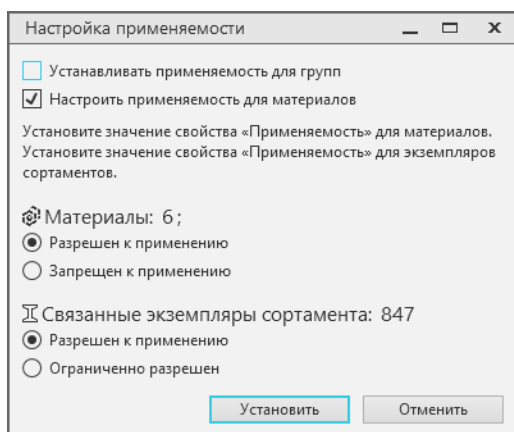 Настройка применяемости
Устанавливать применяемость для групп
Настроить применяемость для материалов
Установите значение свойства «Применяемость» для материалов.
Установите значение свойства «Применяемость» для экземпляров
сортаментов.
Материалы: 6;
Разрешен к применению
Запрещен к применению
Связанные экземпляры сортамента: 847
Разрешен к применению
Ограниченно разрешен
Установить Отменить